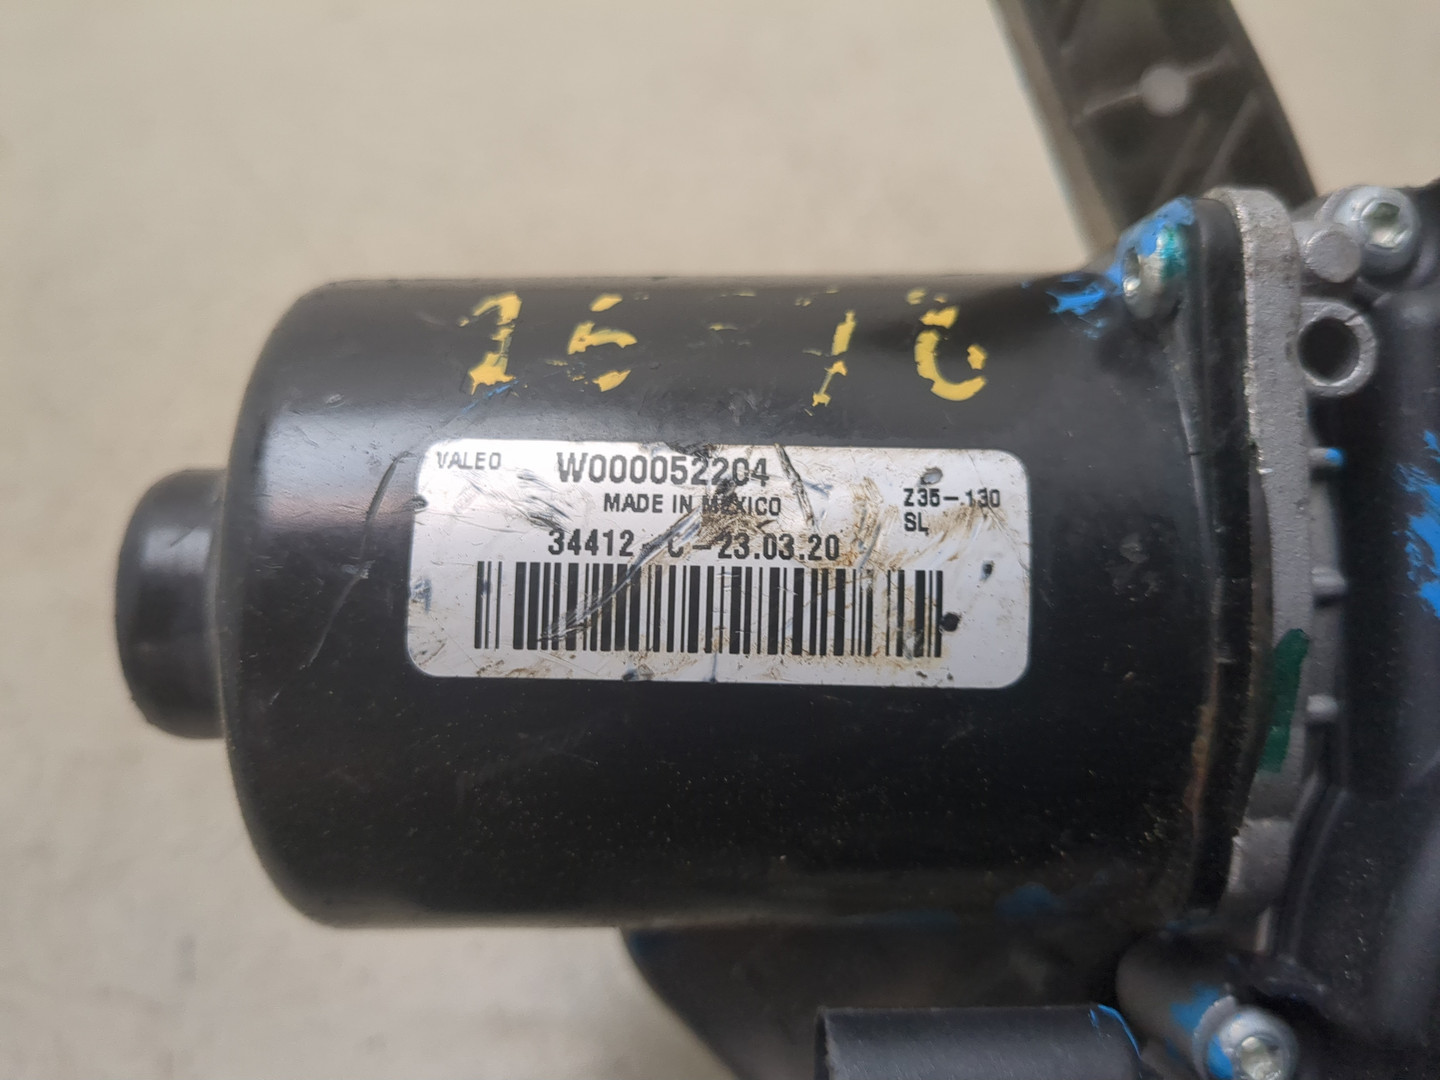 VALEO
W000052204
MADE IN MEXICO
Z35-130
SL
34412-C-23.03.20